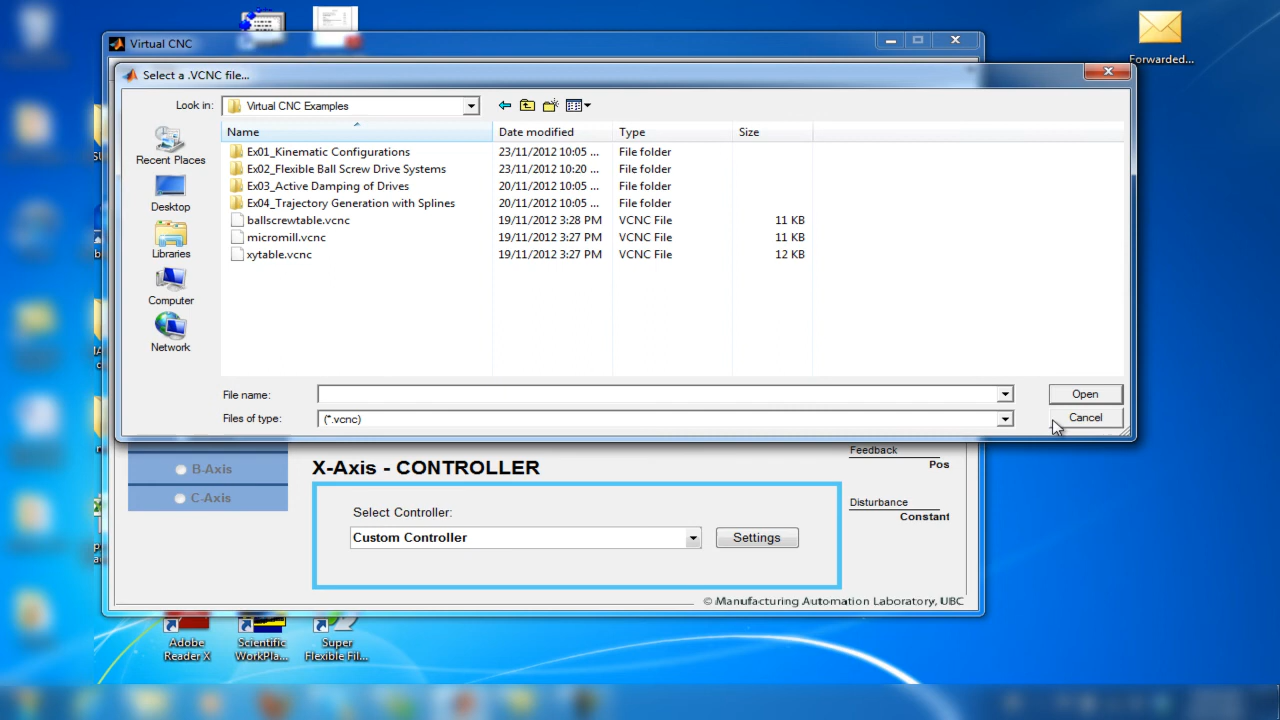 Virtual CNC
Forwarded...
Select a .VCNC file...
Look in: Virtual CNC Examples
Name Date modified Type Size
Recent Places
Desktop
Libraries
Computer
Network
Ex01_Kinematic Configurations 23/11/2012 10:05 ... File folder
Ex02_Flexible Ball Screw Drive Systems 23/11/2012 10:20 ... File folder
Ex03_Active Damping of Drives 20/11/2012 10:05 ... File folder
Ex04_Trajectory Generation with Splines 20/11/2012 10:05 ... File folder
ballscrewtable.vcnc 19/11/2012 3:28 PM VCNC File 11 KB
micromill.vcnc 19/11/2012 3:27 PM VCNC File 11 KB
xytable.vcnc 19/11/2012 3:27 PM VCNC File 12 KB
File name: Open
Files of type: (*.vcnc) Cancel
B-Axis
C-Axis
X-Axis - CONTROLLER
Select Controller:
Custom Controller Settings
Feedback
Pos
Disturbance
Constant
© Manufacturing Automation Laboratory, UBC
Adobe
Reader X
Scientific
WorkPla...
Super
Flexible Fil...